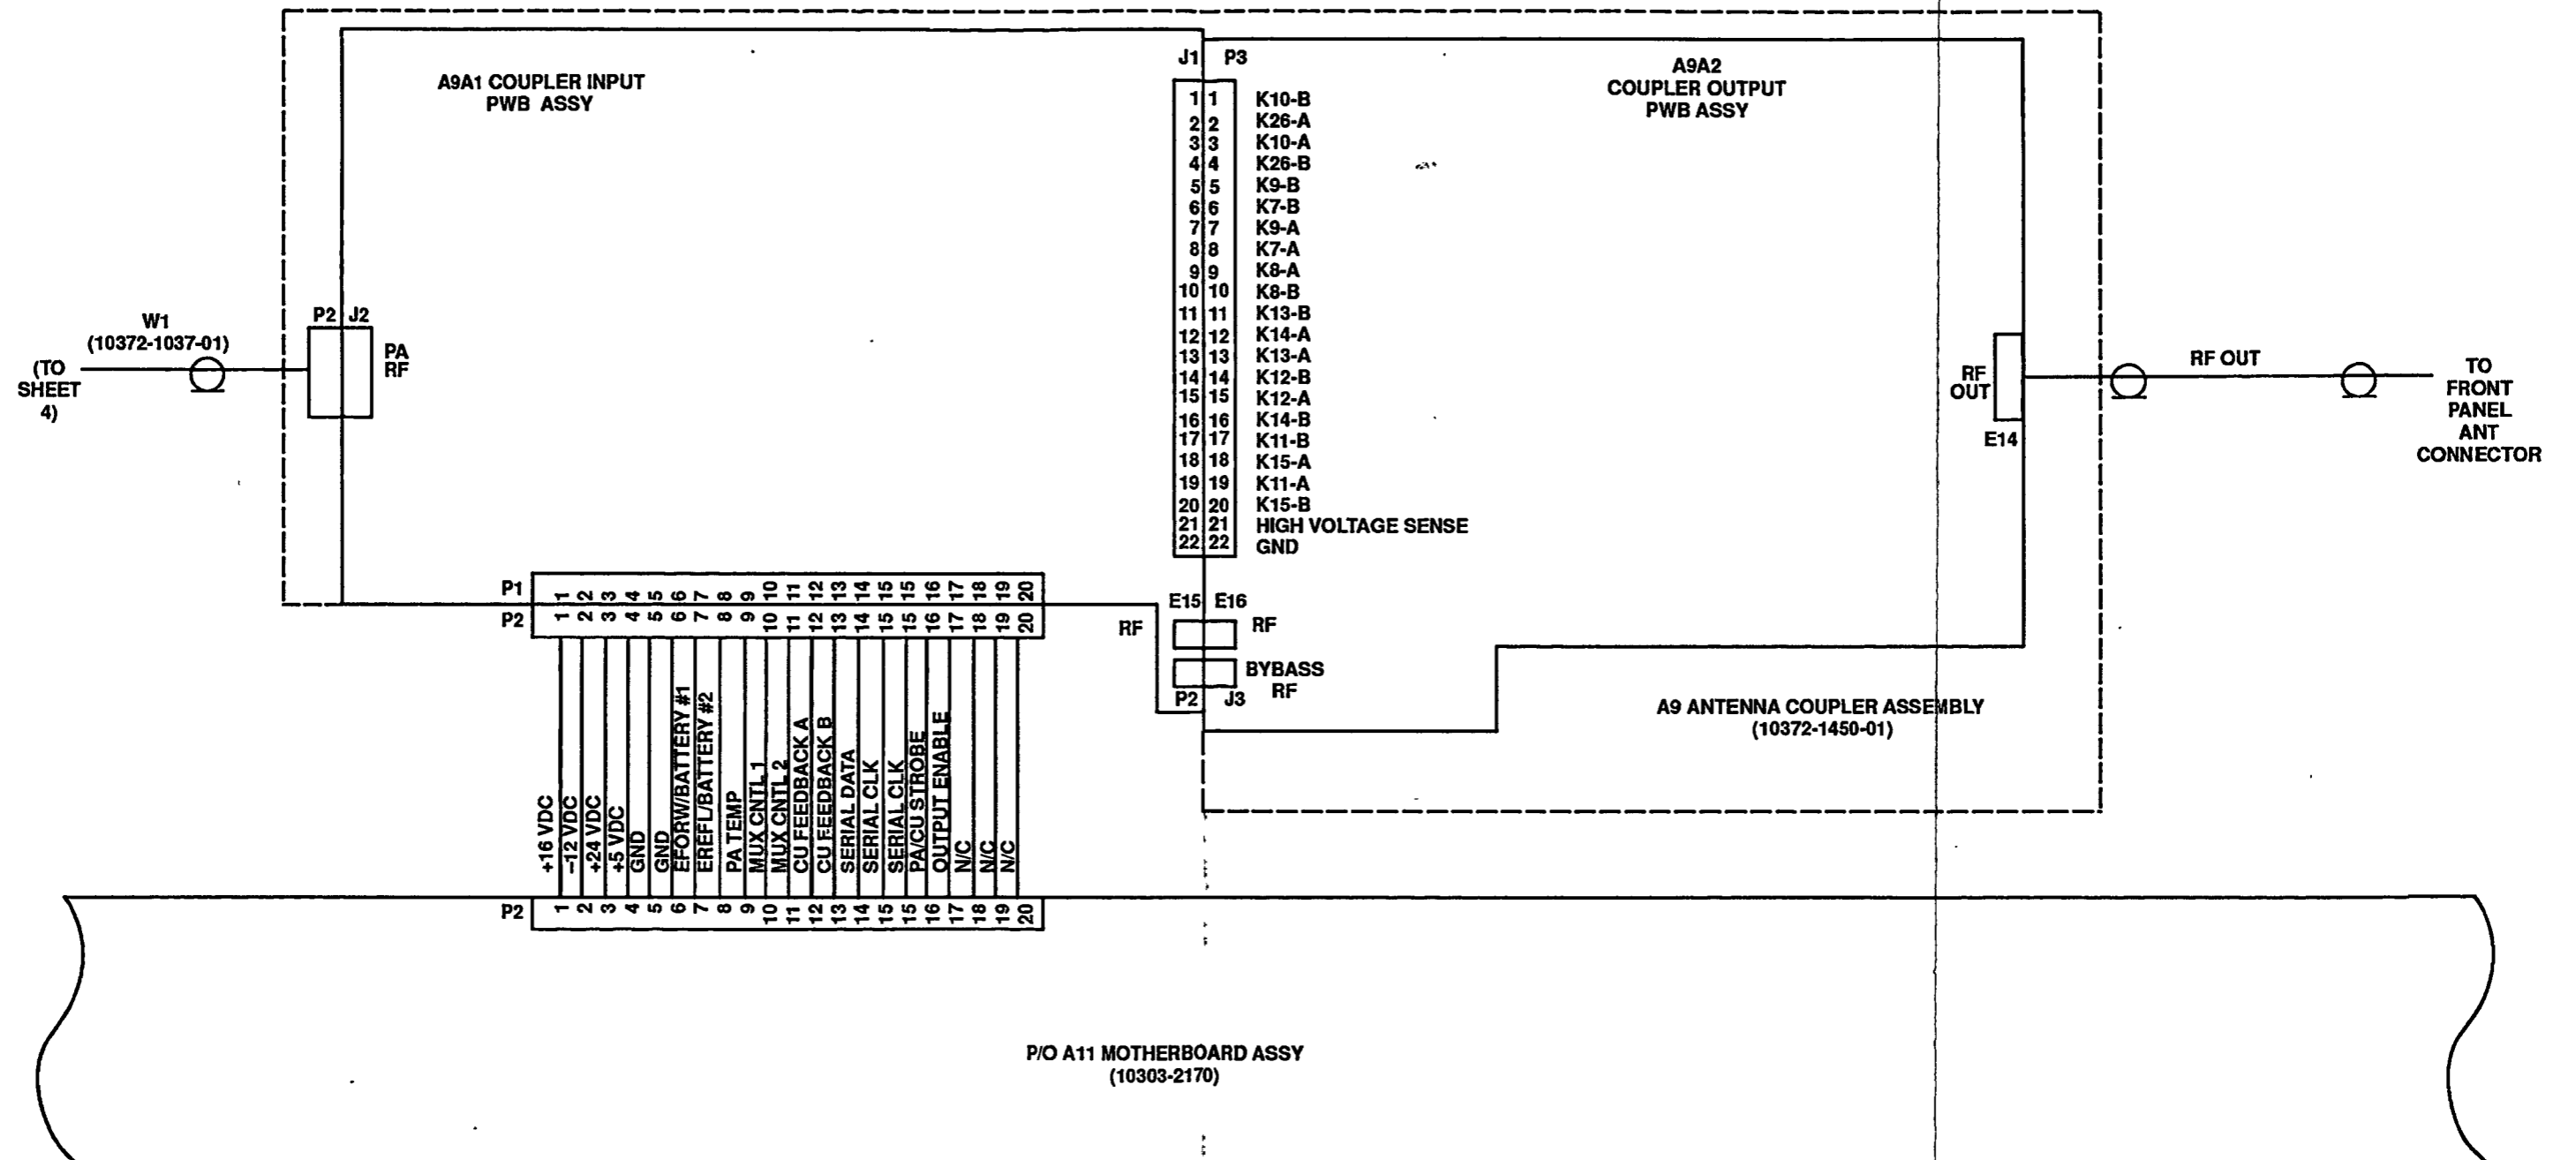 A9A1 COUPLER INPUT
PWB ASSY
J1 P3
A9A2
COUPLER OUTPUT
PWB ASSY
1 1 K10-B
2 2 K26-A
3 3 K10-A
4 4 K26-B
5 5 K9-B
6 6 K7-B
7 7 K9-A
8 8 K7-A
9 9 K8-A
10 10 K8-B
11 11 K13-B
12 12 K14-A
13 13 K13-A
14 14 K12-B
15 15 K12-A
16 16 K14-B
17 17 K11-B
18 18 K15-A
19 19 K11-A
20 20 K15-B
21 21 HIGH VOLTAGE SENSE
22 22 GND
W1
(10372-1037-01)
(TO
SHEET
4)
P2 J2
PA
RF
RF
OUT
E14
RF OUT
TO
FRONT
PANEL
ANT
CONNECTOR
P1 1 2 3 4 5 6 7 8 9 10 11 12 13 14 15 15 16 17 18 19 20
P2 1 2 3 4 5 6 7 8 9 10 11 12 13 14 15 15 16 17 18 19 20
E15 E16
RF RF
BYBASS
RF
P2 J3
A9 ANTENNA COUPLER ASSEMBLY
(10372-1450-01)
+16 VDC
-12 VDC
+24 VDC
+5 VDC
GND
GND
EFORW/BATTERY #1
EREFL/BATTERY #2
PA TEMP
MUX CNTL 1
MUX CNTL 2
CU FEEDBACK A
CU FEEDBACK B
SERIAL DATA
SERIAL CLK
SERIAL CLK
PA/CU STROBE
OUTPUT ENABLE
N/C
N/C
N/C
P2 1 2 3 4 5 6 7 8 9 10 11 12 13 14 15 15 16 17 18 19 20
P/O A11 MOTHERBOARD ASSY
(10303-2170)